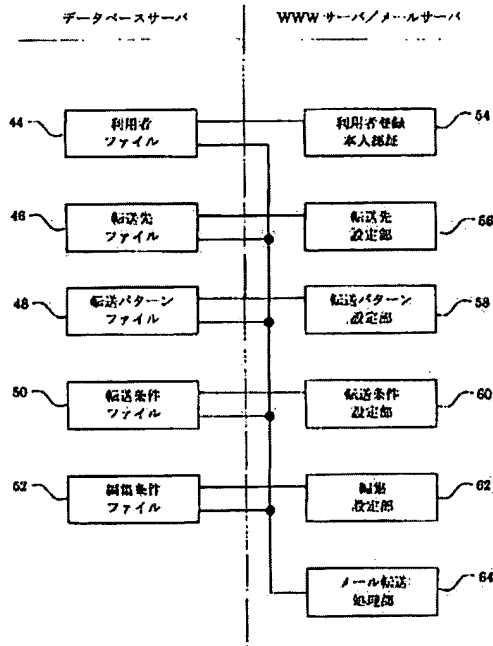 データベースサーバ
WWW サーバ/メールサーバ
44
利用者
ファイル
利用者登録
本人認証
54
46
転送先
ファイル
転送先
設定部
56
48
転送パターン
ファイル
転送パターン
設定部
58
50
転送条件
ファイル
転送条件
設定部
60
52
編集条件
ファイル
編集
設定部
62
メール転送
処理部
64